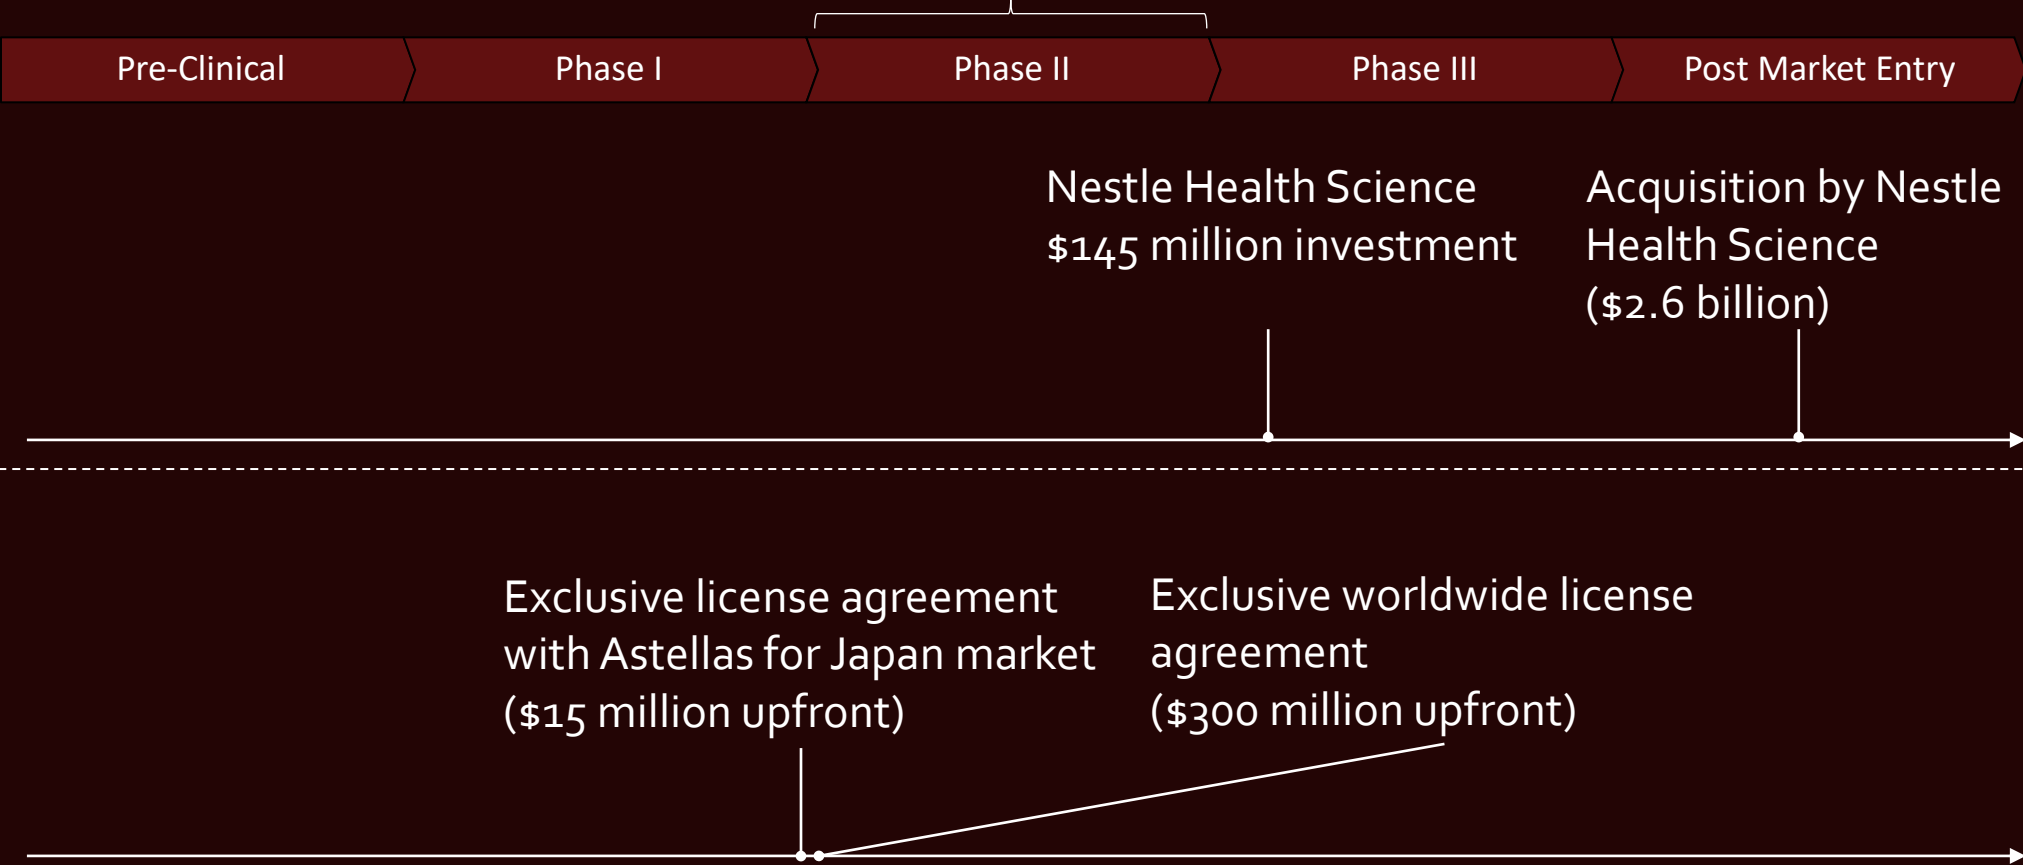 Pre-Clinical
Phase I
Phase II
Phase III
Post Market Entry
Nestle Health Science
$145 million investment
Acquisition by Nestle
Health Science
($2.6 billion)
Exclusive license agreement
with Astellas for Japan market
($15 million upfront)
Exclusive worldwide license
agreement
($300 million upfront)